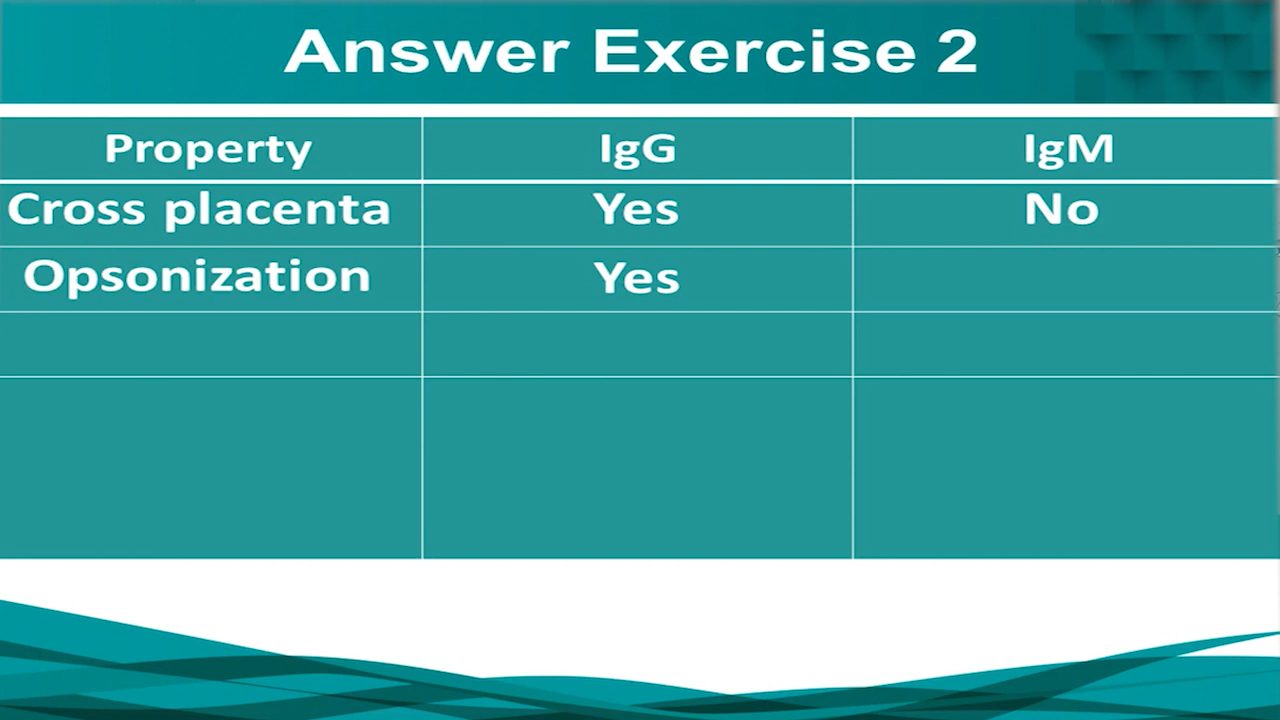 Answer Exercise 2
Property IgG IgM
Cross placenta Yes No
Opsonization Yes